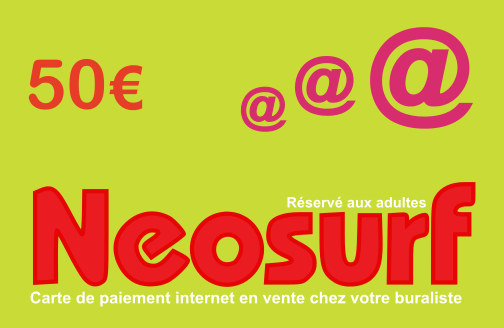 50€
@ @ @
Réservé aux adultes
Neosurf
Carte de paiement internet en vente chez votre buraliste